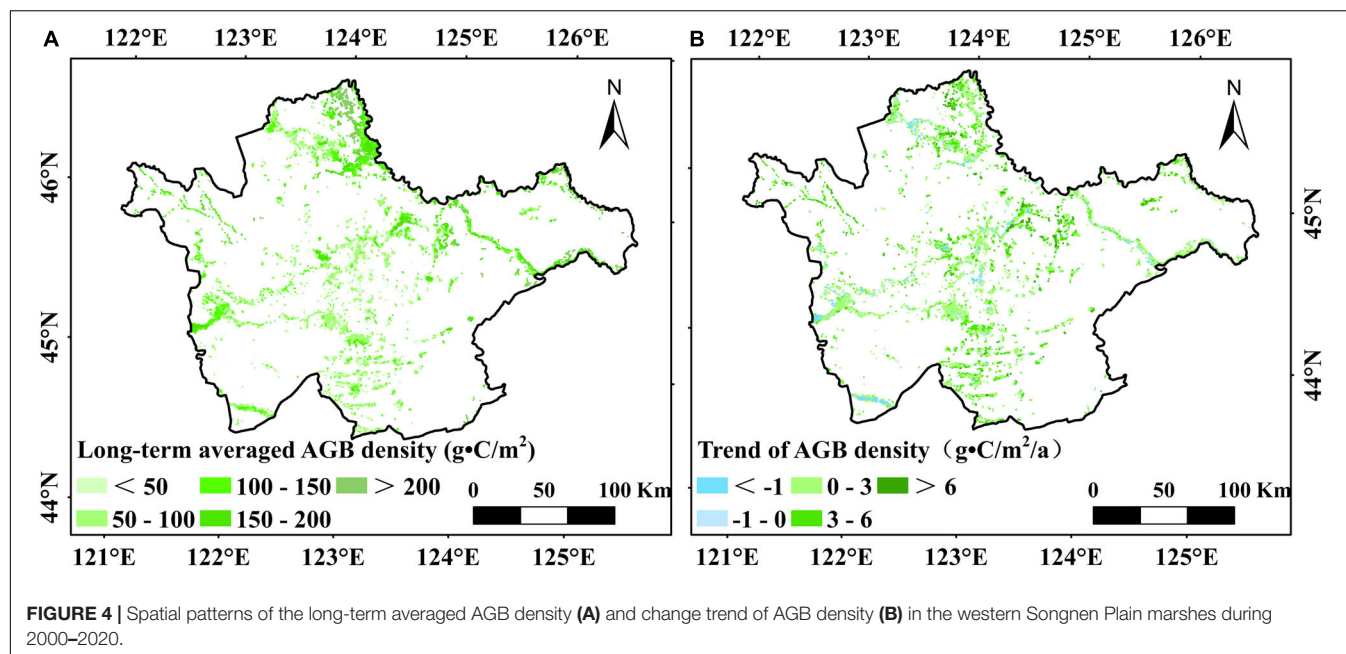 A 122°E 123°E 124°E 125°E 126°E
B 122°E 123°E 124°E 125°E 126°E
N
N
46°N
45°N
44°N
45°N
44°N
Long-term averaged AGB density (g•C/m²)
< 50 100 - 150 > 200
50 - 100 150 - 200
0 50 100 Km
Trend of AGB density（g•C/m²/a）
< -1 0 - 3 > 6
-1 - 0 3 - 6
0 50 100 Km
121°E 122°E 123°E 124°E 125°E
121°E 122°E 123°E 124°E 125°E
FIGURE 4 | Spatial patterns of the long-term averaged AGB density (A) and change trend of AGB density (B) in the western Songnen Plain marshes during
2000–2020.